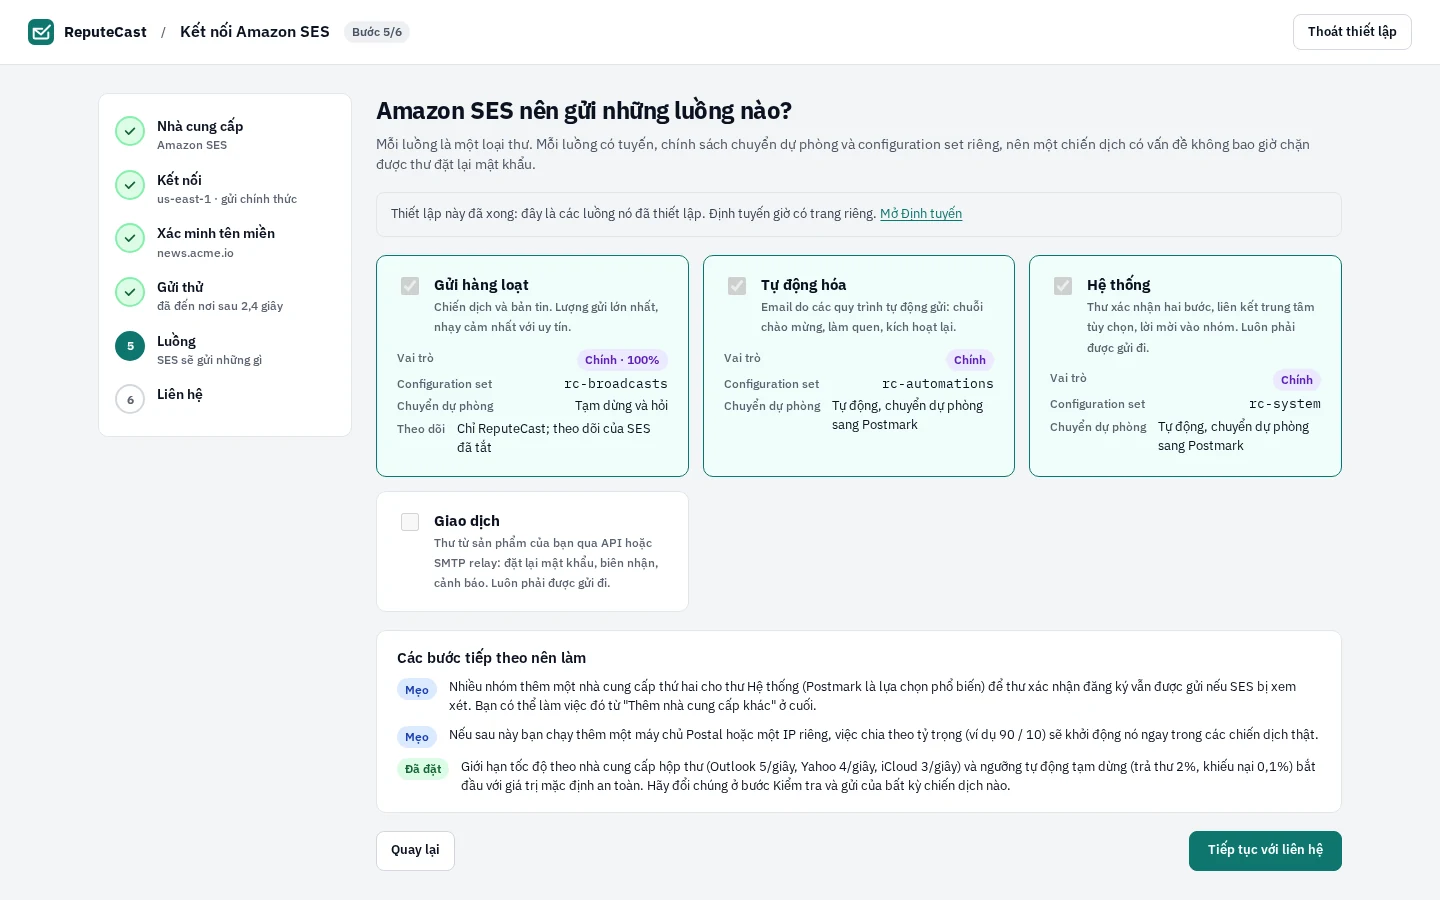 ReputeCast / Kết nối Amazon SES Bước 5/6
Thoát thiết lập
Nhà cung cấp
Amazon SES
Kết nối
us-east-1 · gửi chính thức
Xác minh tên miền
news.acme.io
Gửi thử
đã đến nơi sau 2,4 giây
5 Luồng
SES sẽ gửi những gì
6 Liên hệ
Amazon SES nên gửi những luồng nào?
Mỗi luồng là một loại thư. Mỗi luồng có tuyến, chính sách chuyển dự phòng và configuration set riêng, nên một chiến dịch có vấn đề không bao giờ chặn
được thư đặt lại mật khẩu.
Thiết lập này đã xong: đây là các luồng nó đã thiết lập. Định tuyến giờ có trang riêng. Mở Định tuyến
Gửi hàng loạt
Chiến dịch và bản tin. Lượng gửi lớn nhất,
nhạy cảm nhất với uy tín.
Vai trò Chính · 100%
Configuration set rc-broadcasts
Chuyển dự phòng Tạm dừng và hỏi
Theo dõi Chỉ ReputeCast; theo dõi của SES
đã tắt
Tự động hóa
Email do các quy trình tự động gửi: chuỗi
chào mừng, làm quen, kích hoạt lại.
Vai trò Chính
Configuration set rc-automations
Chuyển dự phòng Tự động, chuyển dự phòng
sang Postmark
Hệ thống
Thư xác nhận hai bước, liên kết trung tâm
tùy chọn, lời mời vào nhóm. Luôn phải
được gửi đi.
Vai trò Chính
Configuration set rc-system
Chuyển dự phòng Tự động, chuyển dự phòng
sang Postmark
Giao dịch
Thư từ sản phẩm của bạn qua API hoặc
SMTP relay: đặt lại mật khẩu, biên nhận,
cảnh báo. Luôn phải được gửi đi.
Các bước tiếp theo nên làm
Mẹo Nhiều nhóm thêm một nhà cung cấp thứ hai cho thư Hệ thống (Postmark là lựa chọn phổ biến) để thư xác nhận đăng ký vẫn được gửi nếu SES bị xem
xét. Bạn có thể làm việc đó từ "Thêm nhà cung cấp khác" ở cuối.
Mẹo Nếu sau này bạn chạy thêm một máy chủ Postal hoặc một IP riêng, việc chia theo tỷ trọng (ví dụ 90 / 10) sẽ khởi động nó ngay trong các chiến dịch thật.
Đã đặt Giới hạn tốc độ theo nhà cung cấp hộp thư (Outlook 5/giây, Yahoo 4/giây, iCloud 3/giây) và ngưỡng tự động tạm dừng (trả thư 2%, khiếu nại 0,1%) bắt
đầu với giá trị mặc định an toàn. Hãy đổi chúng ở bước Kiểm tra và gửi của bất kỳ chiến dịch nào.
Quay lại
Tiếp tục với liên hệ